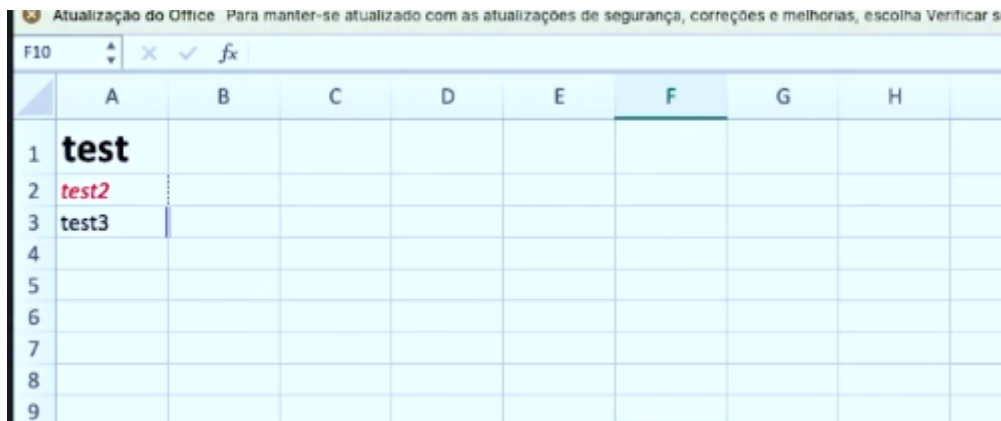 Atualização do Office Para manter-se atualizado com as atualizações de segurança, correções e melhorias, escolha Verificar
F10 fx
A B C D E F G H
1 test
2 test2
3 test3
4
5
6
7
8
9